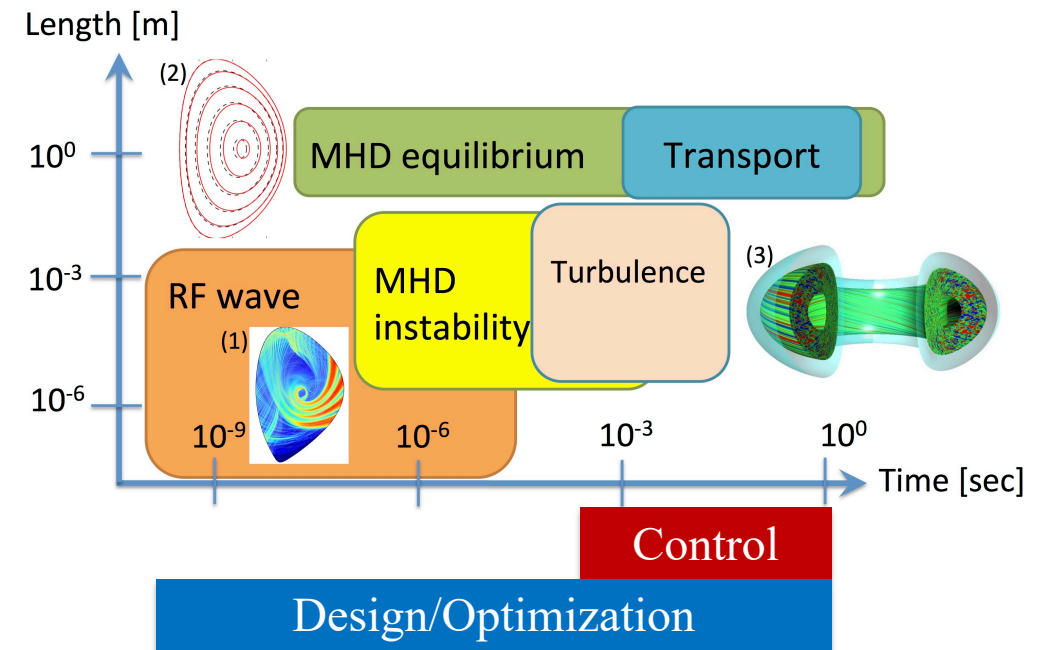 Length [m]
(2)
10⁰
MHD equilibrium
Transport
10⁻³
RF wave
MHD
instability
Turbulence
(3)
(1)
10⁻⁶
10⁻⁹
10⁻⁶
10⁻³
10⁰
Time [sec]
Control
Design/Optimization